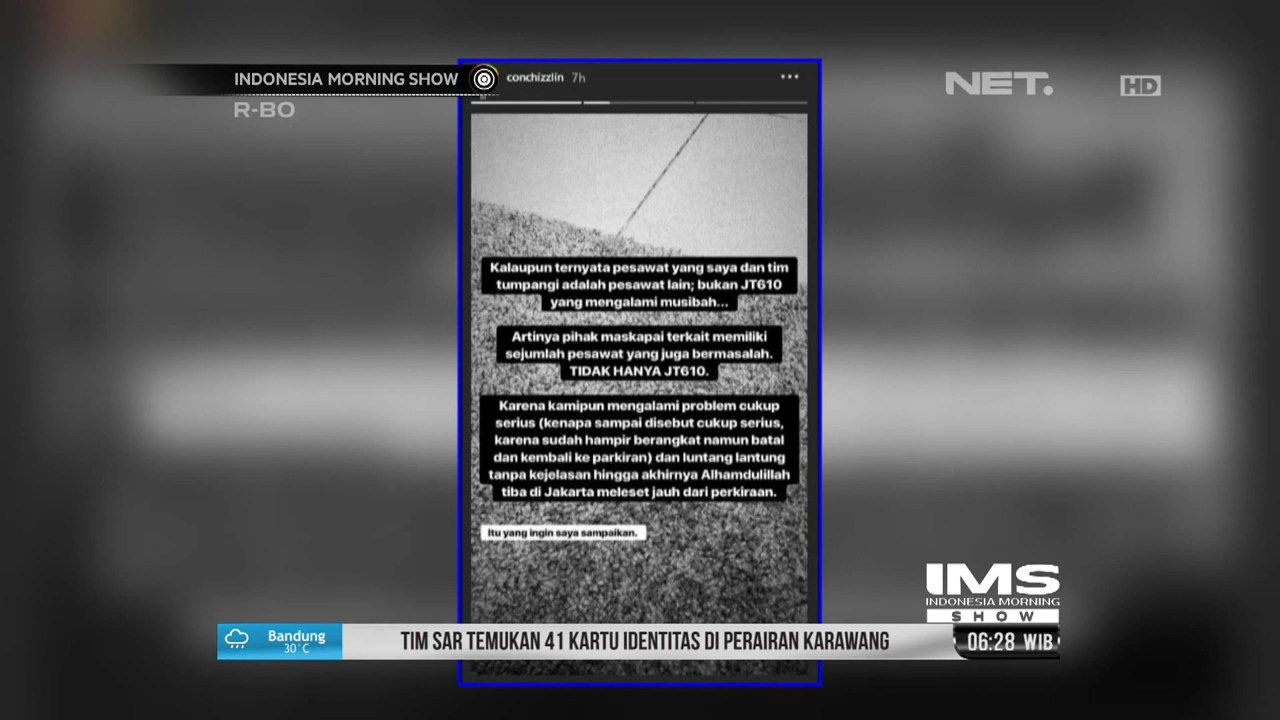 INDONESIA MORNING SHOW
R-BO
conchizzlin 7h
NET.
HD
Kalaupun ternyata pesawat yang saya dan tim
tumpangi adalah pesawat lain; bukan JT610
yang mengalami musibah...
Artinya pihak maskapai terkait memiliki
sejumlah pesawat yang juga bermasalah.
TIDAK HANYA JT610.
Karena kamipun mengalami problem cukup
serius (kenapa sampai disebut cukup serius,
karena sudah hampir berangkat namun batal
dan kembali ke parkiran) dan luntang lantung
tanpa kejelasan hingga akhirnya Alhamdulillah
tiba di Jakarta meleset jauh dari perkiraan.
Itu yang ingin saya sampaikan.
IMS
INDONESIA MORNING
SHOW
Bandung
30°C
TIM SAR TEMUKAN 41 KARTU IDENTITAS DI PERAIRAN KARAWANG
06:28 WIB